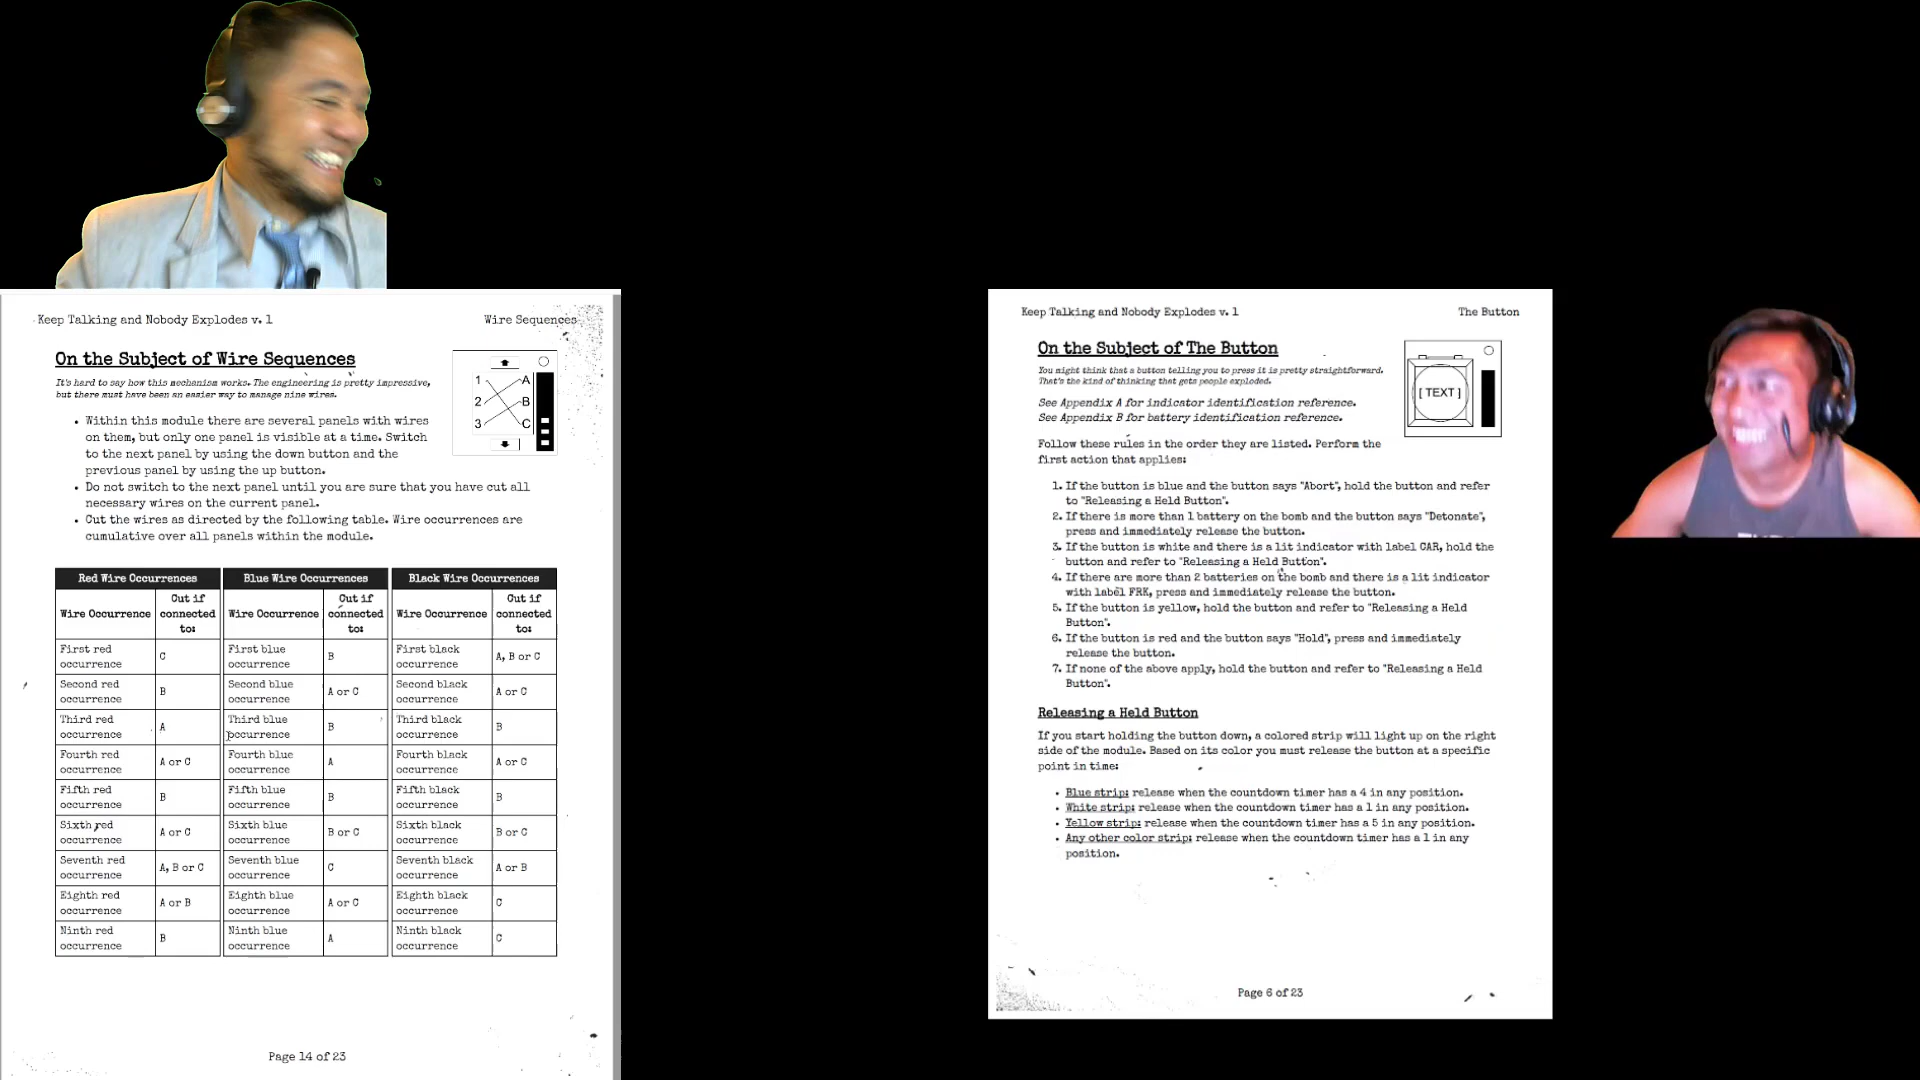 Keep Talking and Nobody Explodes v. 1
Wire Sequences
On the Subject of Wire Sequences
It's hard to say how this mechanism works. The engineering is pretty impressive,
but there must have been an easier way to manage nine wires.
1 A
2 B
3 C
• Within this module there are several panels with wires
on them, but only one panel is visible at a time. Switch
to the next panel by using the down button and the
previous panel by using the up button.
• Do not switch to the next panel until you are sure that you have cut all
necessary wires on the current panel.
• Cut the wires as directed by the following table. Wire occurrences are
cumulative over all panels within the module.
Red Wire Occurrences Blue Wire Occurrences Black Wire Occurrences
Wire Occurrence Cut if connected to: Wire Occurrence Cut if connected to: Wire Occurrence Cut if connected to:
First red occurrence C First blue occurrence B First black occurrence A, B or C
Second red occurrence B Second blue occurrence A or C Second black occurrence A or C
Third red occurrence A Third blue occurrence B Third black occurrence B
Fourth red occurrence A or C Fourth blue occurrence A Fourth black occurrence A or C
Fifth red occurrence B Fifth blue occurrence B Fifth black occurrence B
Sixth red occurrence A or C Sixth blue occurrence B or C Sixth black occurrence B or C
Seventh red occurrence A, B or C Seventh blue occurrence C Seventh black occurrence A or B
Eighth red occurrence A or B Eighth blue occurrence A or C Eighth black occurrence C
Ninth red occurrence B Ninth blue occurrence A Ninth black occurrence C
Page 14 of 23
Keep Talking and Nobody Explodes v. 1
The Button
On the Subject of The Button
You might think that a button telling you to press it is pretty straightforward.
That's the kind of thinking that gets people exploded.
[ TEXT ]
See Appendix A for indicator identification reference.
See Appendix B for battery identification reference.
Follow these rules in the order they are listed. Perform the
first action that applies:
1. If the button is blue and the button says "Abort", hold the button and refer
to "Releasing a Held Button".
2. If there is more than 1 battery on the bomb and the button says "Detonate",
press and immediately release the button.
3. If the button is white and there is a lit indicator with label CAR, hold the
button and refer to "Releasing a Held Button".
4. If there are more than 2 batteries on the bomb and there is a lit indicator
with label FRK, press and immediately release the button.
5. If the button is yellow, hold the button and refer to "Releasing a Held
Button".
6. If the button is red and the button says "Hold", press and immediately
release the button.
7. If none of the above apply, hold the button and refer to "Releasing a Held
Button".
Releasing a Held Button
If you start holding the button down, a colored strip will light up on the right
side of the module. Based on its color you must release the button at a specific
point in time:
• Blue strip: release when the countdown timer has a 4 in any position.
• White strip: release when the countdown timer has a 1 in any position.
• Yellow strip: release when the countdown timer has a 5 in any position.
• Any other color strip: release when the countdown timer has a 1 in any
position.
Page 6 of 23